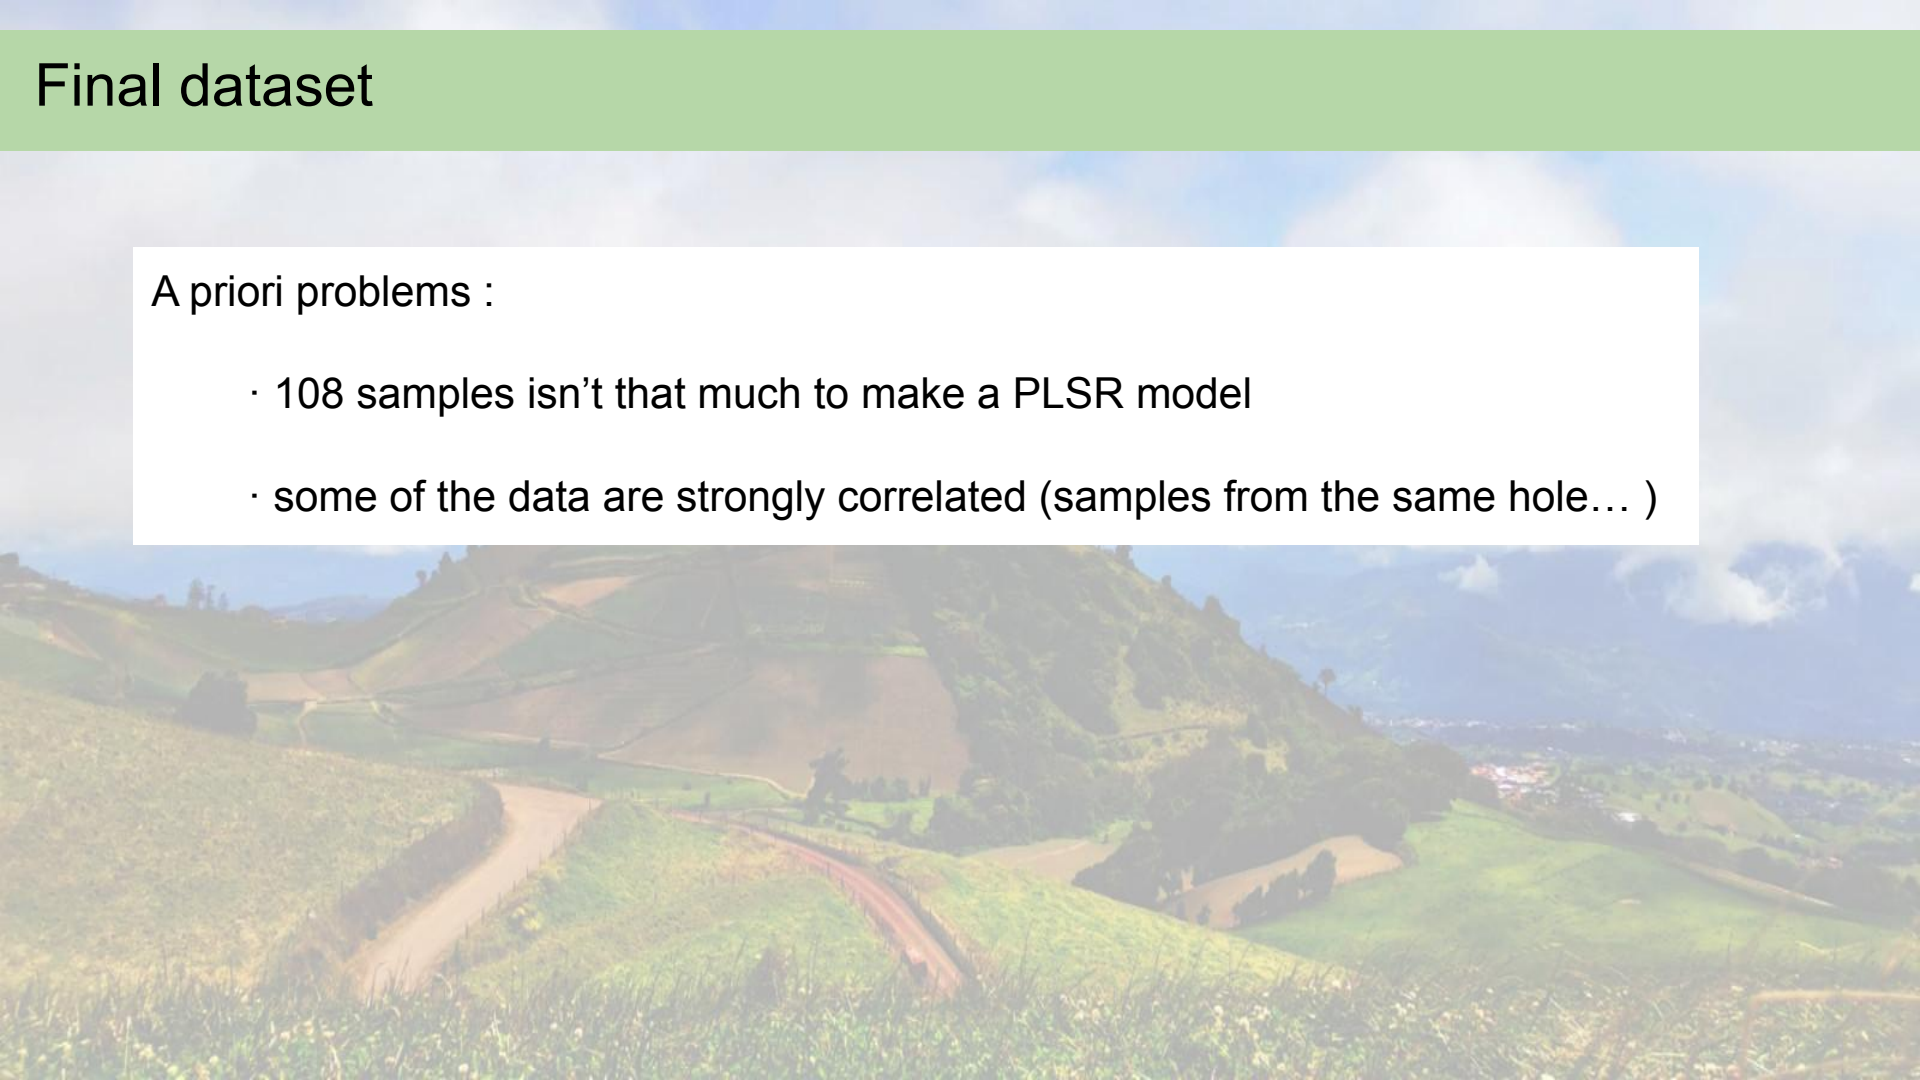 Final dataset
A priori problems :
· 108 samples isn’t that much to make a PLSR model
· some of the data are strongly correlated (samples from the same hole… )